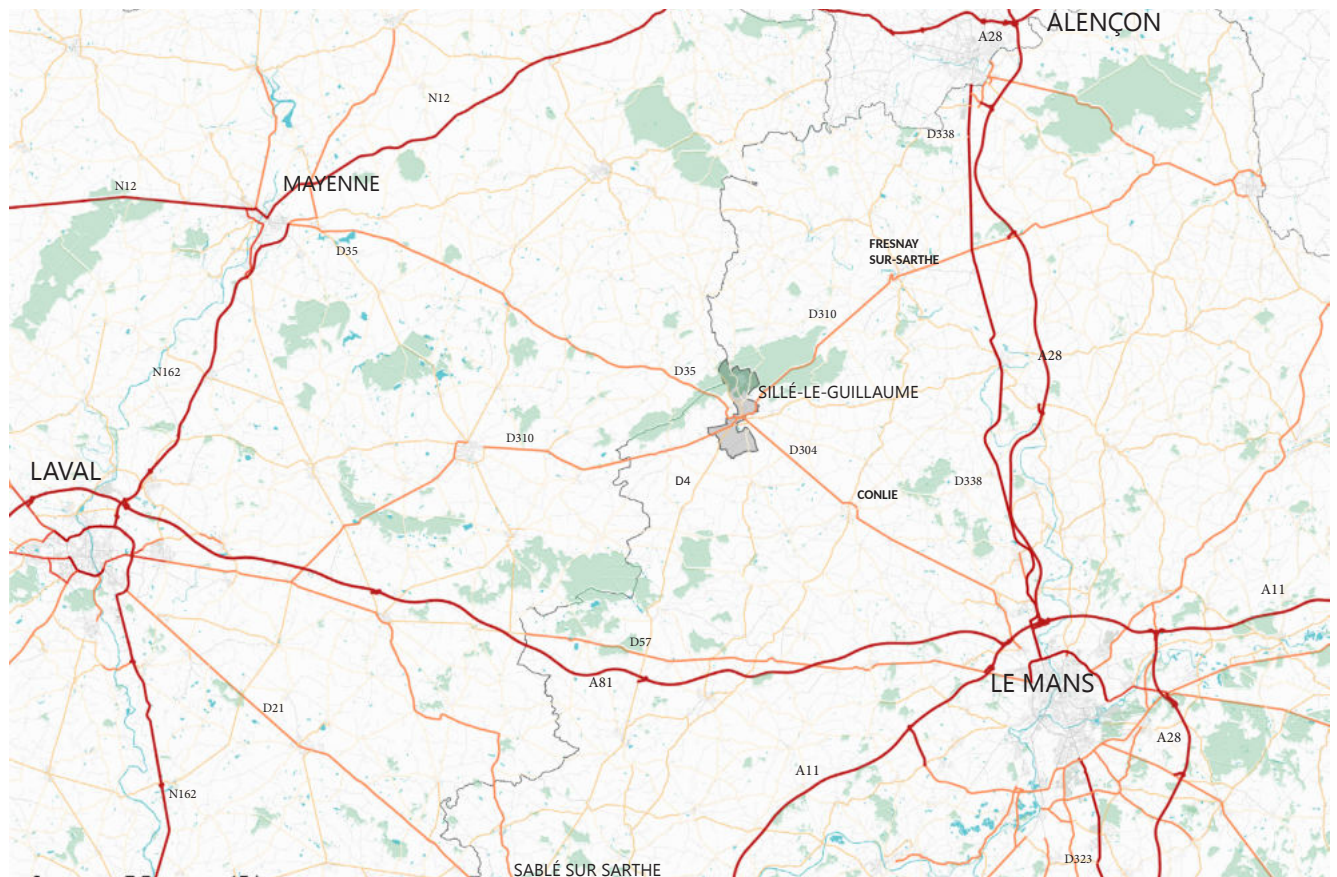 ALENÇON
A28
N12
D338
MAYENNE
N12
D35
FRESNAY
SUR-SARTHE
D310
N162
D35
A28
SILLÉ-LE-GUILLAUME
D310
D304
LAVAL
D4
D338
CONLIE
A11
D57
A81
LE MANS
D21
A28
A11
N162
D323
SABLÉ SUR SARTHE